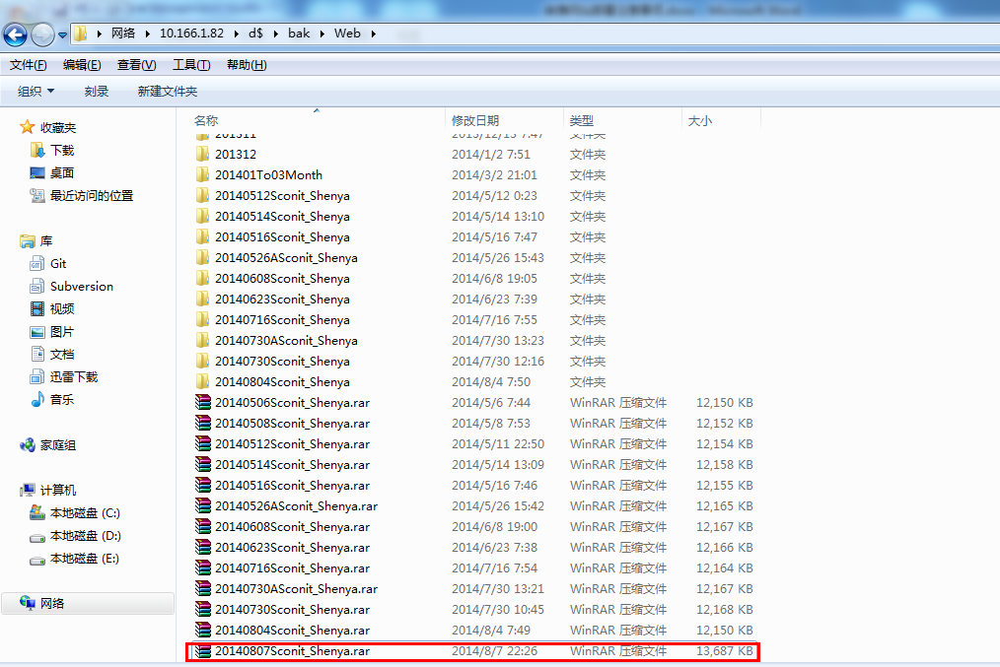 网络 10.166.1.82 d$ bak Web
文件(F) 编辑(E) 查看(V) 工具(T) 帮助(H)
组织 刻录 新建文件夹
名称 修改日期 类型 大小
收藏夹
下载
桌面
最近访问的位置
库
Git
Subversion
视频
图片
文档
迅雷下载
音乐
家庭组
计算机
本地磁盘 (C:)
本地磁盘 (D:)
本地磁盘 (E:)
网络
201311 2013/12/13 7:47 文件夹
201312 2014/1/2 7:51 文件夹
201401To03Month 2014/3/2 21:01 文件夹
20140512Sconit_Shenya 2014/5/12 0:23 文件夹
20140514Sconit_Shenya 2014/5/14 13:10 文件夹
20140516Sconit_Shenya 2014/5/16 7:47 文件夹
20140526ASconit_Shenya 2014/5/26 15:43 文件夹
20140608Sconit_Shenya 2014/6/8 19:05 文件夹
20140623Sconit_Shenya 2014/6/23 7:39 文件夹
20140716Sconit_Shenya 2014/7/16 7:55 文件夹
20140730ASconit_Shenya 2014/7/30 13:23 文件夹
20140730Sconit_Shenya 2014/7/30 12:16 文件夹
20140804Sconit_Shenya 2014/8/4 7:50 文件夹
20140506Sconit_Shenya.rar 2014/5/6 7:44 WinRAR 压缩文件 12,150 KB
20140508Sconit_Shenya.rar 2014/5/8 7:53 WinRAR 压缩文件 12,152 KB
20140512Sconit_Shenya.rar 2014/5/11 22:50 WinRAR 压缩文件 12,154 KB
20140514Sconit_Shenya.rar 2014/5/14 13:09 WinRAR 压缩文件 12,158 KB
20140516Sconit_Shenya.rar 2014/5/16 7:46 WinRAR 压缩文件 12,155 KB
20140526ASconit_Shenya.rar 2014/5/26 15:42 WinRAR 压缩文件 12,165 KB
20140608Sconit_Shenya.rar 2014/6/8 19:00 WinRAR 压缩文件 12,167 KB
20140623Sconit_Shenya.rar 2014/6/23 7:38 WinRAR 压缩文件 12,166 KB
20140716Sconit_Shenya.rar 2014/7/16 7:54 WinRAR 压缩文件 12,164 KB
20140730ASconit_Shenya.rar 2014/7/30 13:21 WinRAR 压缩文件 12,167 KB
20140730Sconit_Shenya.rar 2014/7/30 10:45 WinRAR 压缩文件 12,168 KB
20140804Sconit_Shenya.rar 2014/8/4 7:49 WinRAR 压缩文件 12,150 KB
20140807Sconit_Shenya.rar 2014/8/7 22:26 WinRAR 压缩文件 13,687 KB